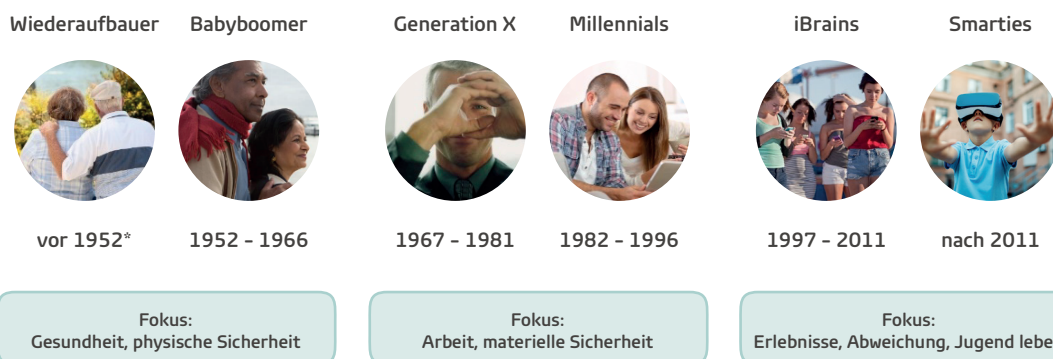 Wiederaufbauer
Babyboomer
Generation X
Millennials
iBrains
Smarties
vor 1952*
1952 - 1966
1967 - 1981
1982 - 1996
1997 - 2011
nach 2011
Fokus:
Gesundheit, physische Sicherheit
Fokus:
Arbeit, materielle Sicherheit
Fokus:
Erlebnisse, Abweichung, Jugend lebe